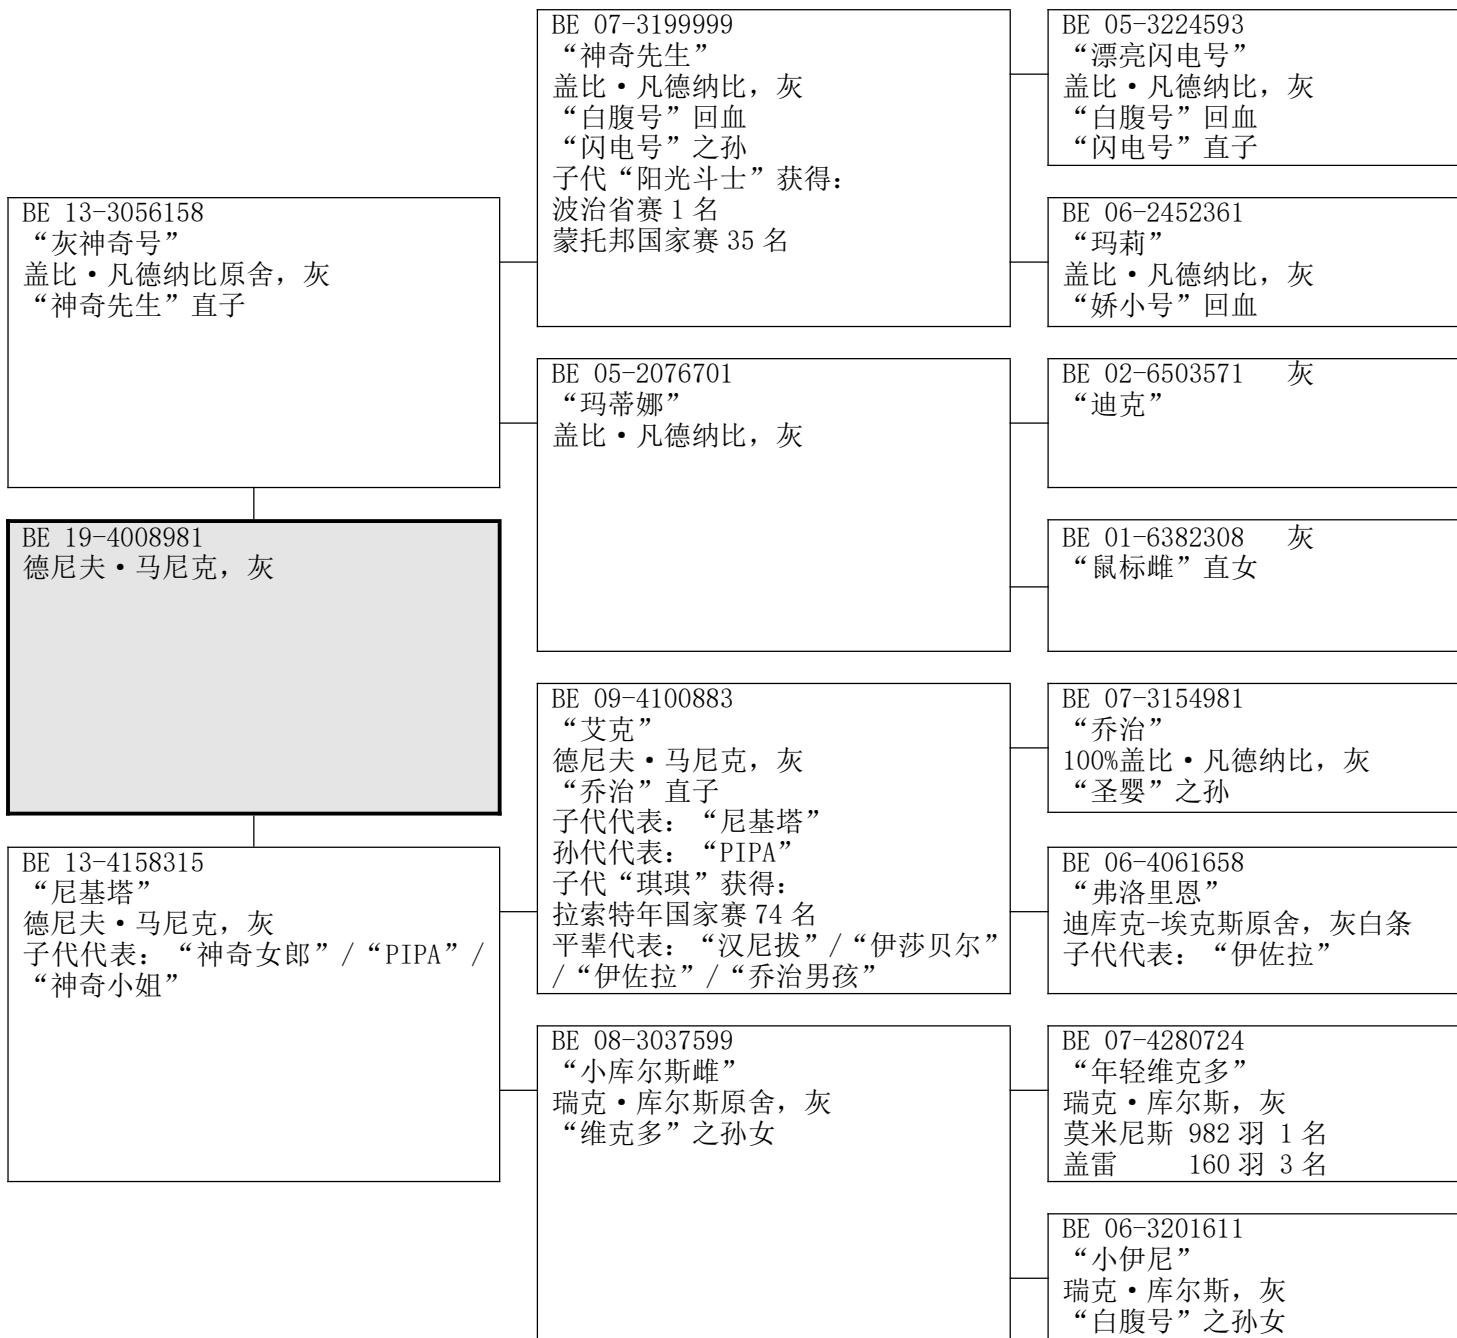 BE 13-3056158
“灰神奇号”
盖比·凡德纳比原舍，灰
“神奇先生”直子
BE 19-4008981
德尼夫·马尼克，灰
BE 13-4158315
“尼基塔”
德尼夫·马尼克，灰
子代代表：“神奇女郎”/“PIPA”/
“神奇小姐”
BE 07-3199999
“神奇先生”
盖比·凡德纳比，灰
“白腹号”回血
“闪电号”之孙
子代“阳光斗士”获得：
波治省赛 1 名
蒙托邦国家赛 35 名
BE 05-2076701
“玛蒂娜”
盖比·凡德纳比，灰
BE 09-4100883
“艾克”
德尼夫·马尼克，灰
“乔治”直子
子代代表：“尼基塔”
孙代代表：“PIPA”
子代“琪琪”获得：
拉索特年国家赛 74 名
平辈代表：“汉尼拔”/“伊莎贝尔”
/“伊佐拉”/“乔治男孩”
BE 08-3037599
“小库尔斯雌”
瑞克·库尔斯原舍，灰
“维克多”之孙女
BE 05-3224593
“漂亮闪电号”
盖比·凡德纳比，灰
“白腹号”回血
“闪电号”直子
BE 06-2452361
“玛莉”
盖比·凡德纳比，灰
“娇小号”回血
BE 02-6503571 灰
“迪克”
BE 01-6382308 灰
“鼠标雌”直女
BE 07-3154981
“乔治”
100%盖比·凡德纳比，灰
“圣婴”之孙
BE 06-4061658
“弗洛里恩”
迪库克-埃克斯原舍，灰白条
子代代表：“伊佐拉”
BE 07-4280724
“年轻维克多”
瑞克·库尔斯，灰
莫米尼斯 982 羽 1 名
盖雷 160 羽 3 名
BE 06-3201611
“小伊尼”
瑞克·库尔斯，灰
“白腹号”之孙女